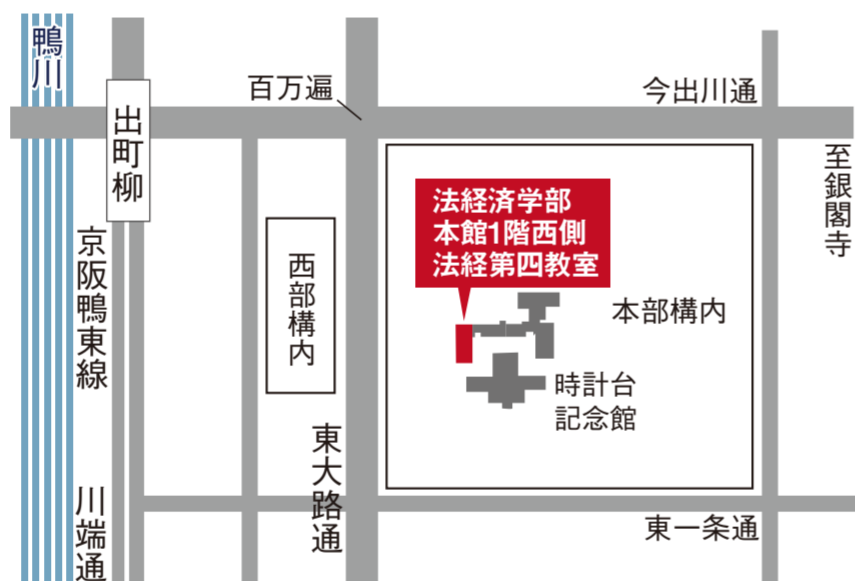 鴨川
百万遍
今出川通
出町柳
至銀閣寺
法経済学部
本館1階西側
法経第四教室
京阪鴨東線
西部構内
本部構内
時計台
記念館
東大路通
川端通
東一条通